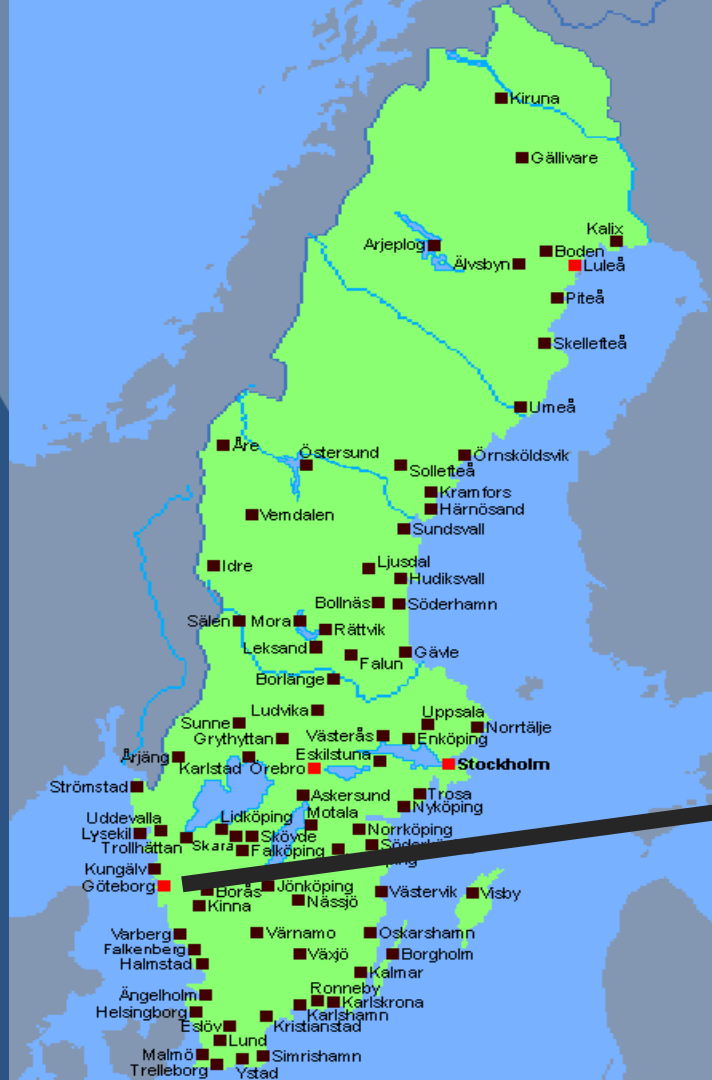 Kiruna
Gällivare
Kalix
Arjeplog
Boden
Älvsbyn
Luleå
Piteå
Skellefteå
Umeå
Åre
Östersund
Örnsköldsvik
Sollefteå
Kramfors
Härnösand
Vemdalen
Sundsvall
Idre
Ljusdal
Hudiksvall
Bollnäs
Söderhamn
Sälen
Mora
Rättvik
Leksand
Gävle
Falun
Borlänge
Ludvika
Uppsala
Sunne
Norrtälje
Grythyttan
Västerås
Enköping
Årjäng
Eskilstuna
Karlstad
Örebro
Stockholm
Strömstad
Askersund
Trosa
Nyköping
Motala
Uddevalla
Lidköping
Lysekil
Skövde
Norrköping
Trollhättan
Skara
Falköping
Kungälv
Göteborg
Borås
Jönköping
Västervik
Visby
Kinna
Nässjö
Varberg
Värnamo
Oskarshamn
Falkenberg
Växjö
Borgholm
Halmstad
Kalmar
Ronneby
Ängelholm
Karlskrona
Helsingborg
Karlshamn
Eslöv
Kristianstad
Lund
Malmö
Simrishamn
Trelleborg
Ystad